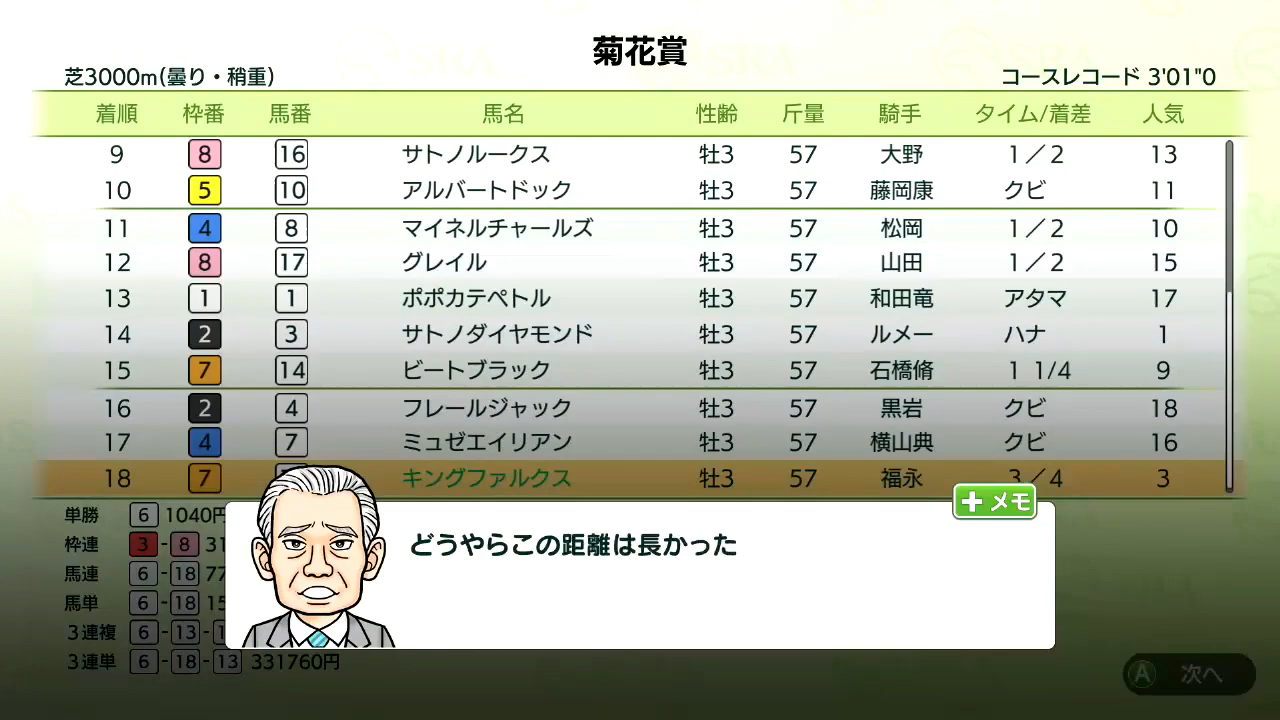 菊花賞
芝3000m(曇り・稍重)
コースレコード 3'01"0
着順 枠番 馬番 馬名 性齢 斤量 騎手 タイム/着差 人気
9 8 16 サトノルークス 牡3 57 大野 1/2 13
10 5 10 アルバートドック 牡3 57 藤岡康 クビ 11
11 4 8 マイネルチャールズ 牡3 57 松岡 1/2 10
12 8 17 グレイル 牡3 57 山田 1/2 15
13 1 1 ポポカテペトル 牡3 57 和田竜 アタマ 17
14 2 3 サトノダイヤモンド 牡3 57 ルメー ハナ 1
15 7 14 ビートブラック 牡3 57 石橋脩 1 1/4 9
16 2 4 フレールジャック 牡3 57 黒岩 クビ 18
17 4 7 ミュゼエイリアン 牡3 57 横山典 クビ 16
18 7 キングファルクス 牡3 57 福永 3/4 3
単勝 6 1040円
枠連 3-8 31
馬連 6-18 77
馬単 6-18 15
3連複 6-13-
3連単 6-18-13 331760円
+メモ
どうやらこの距離は長かった
A 次へ